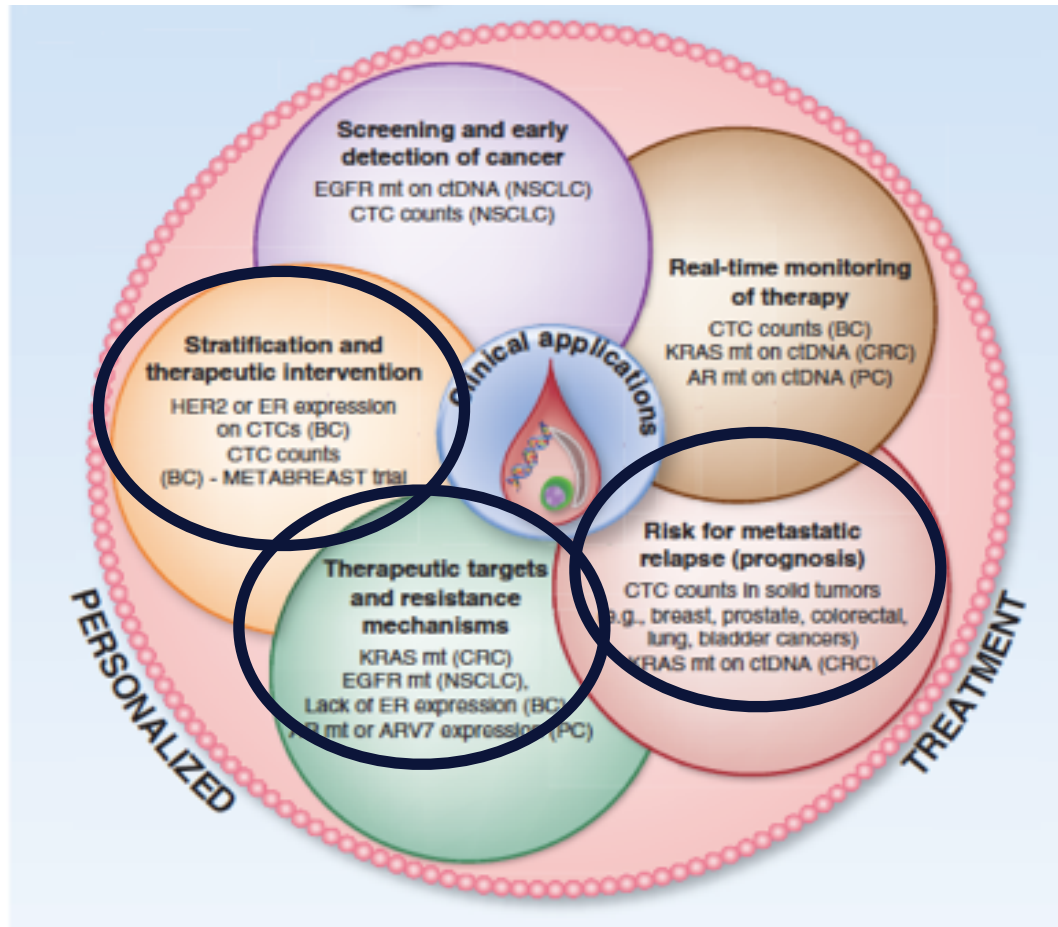 Screening and early
detection of cancer
EGFR mt on ctDNA (NSCLC)
CTC counts (NSCLC)
Real-time monitoring
of therapy
CTC counts (BC)
KRAS mt on ctDNA (CRC)
AR mt on ctDNA (PC)
Clinical applications
Stratification and
therapeutic intervention
HER2 or ER expression
on CTCs (BC)
CTC counts
(BC) - METABREAST trial
Risk for metastatic
relapse (prognosis)
CTC counts in solid tumors
(e.g., breast, prostate, colorectal,
lung, bladder cancers)
KRAS mt on ctDNA (CRC)
Therapeutic targets
and resistance
mechanisms
KRAS mt (CRC)
EGFR mt (NSCLC),
Lack of ER expression (BC)
AR mt or ARV7 expression (PC)
PERSONALIZED
TREATMENT